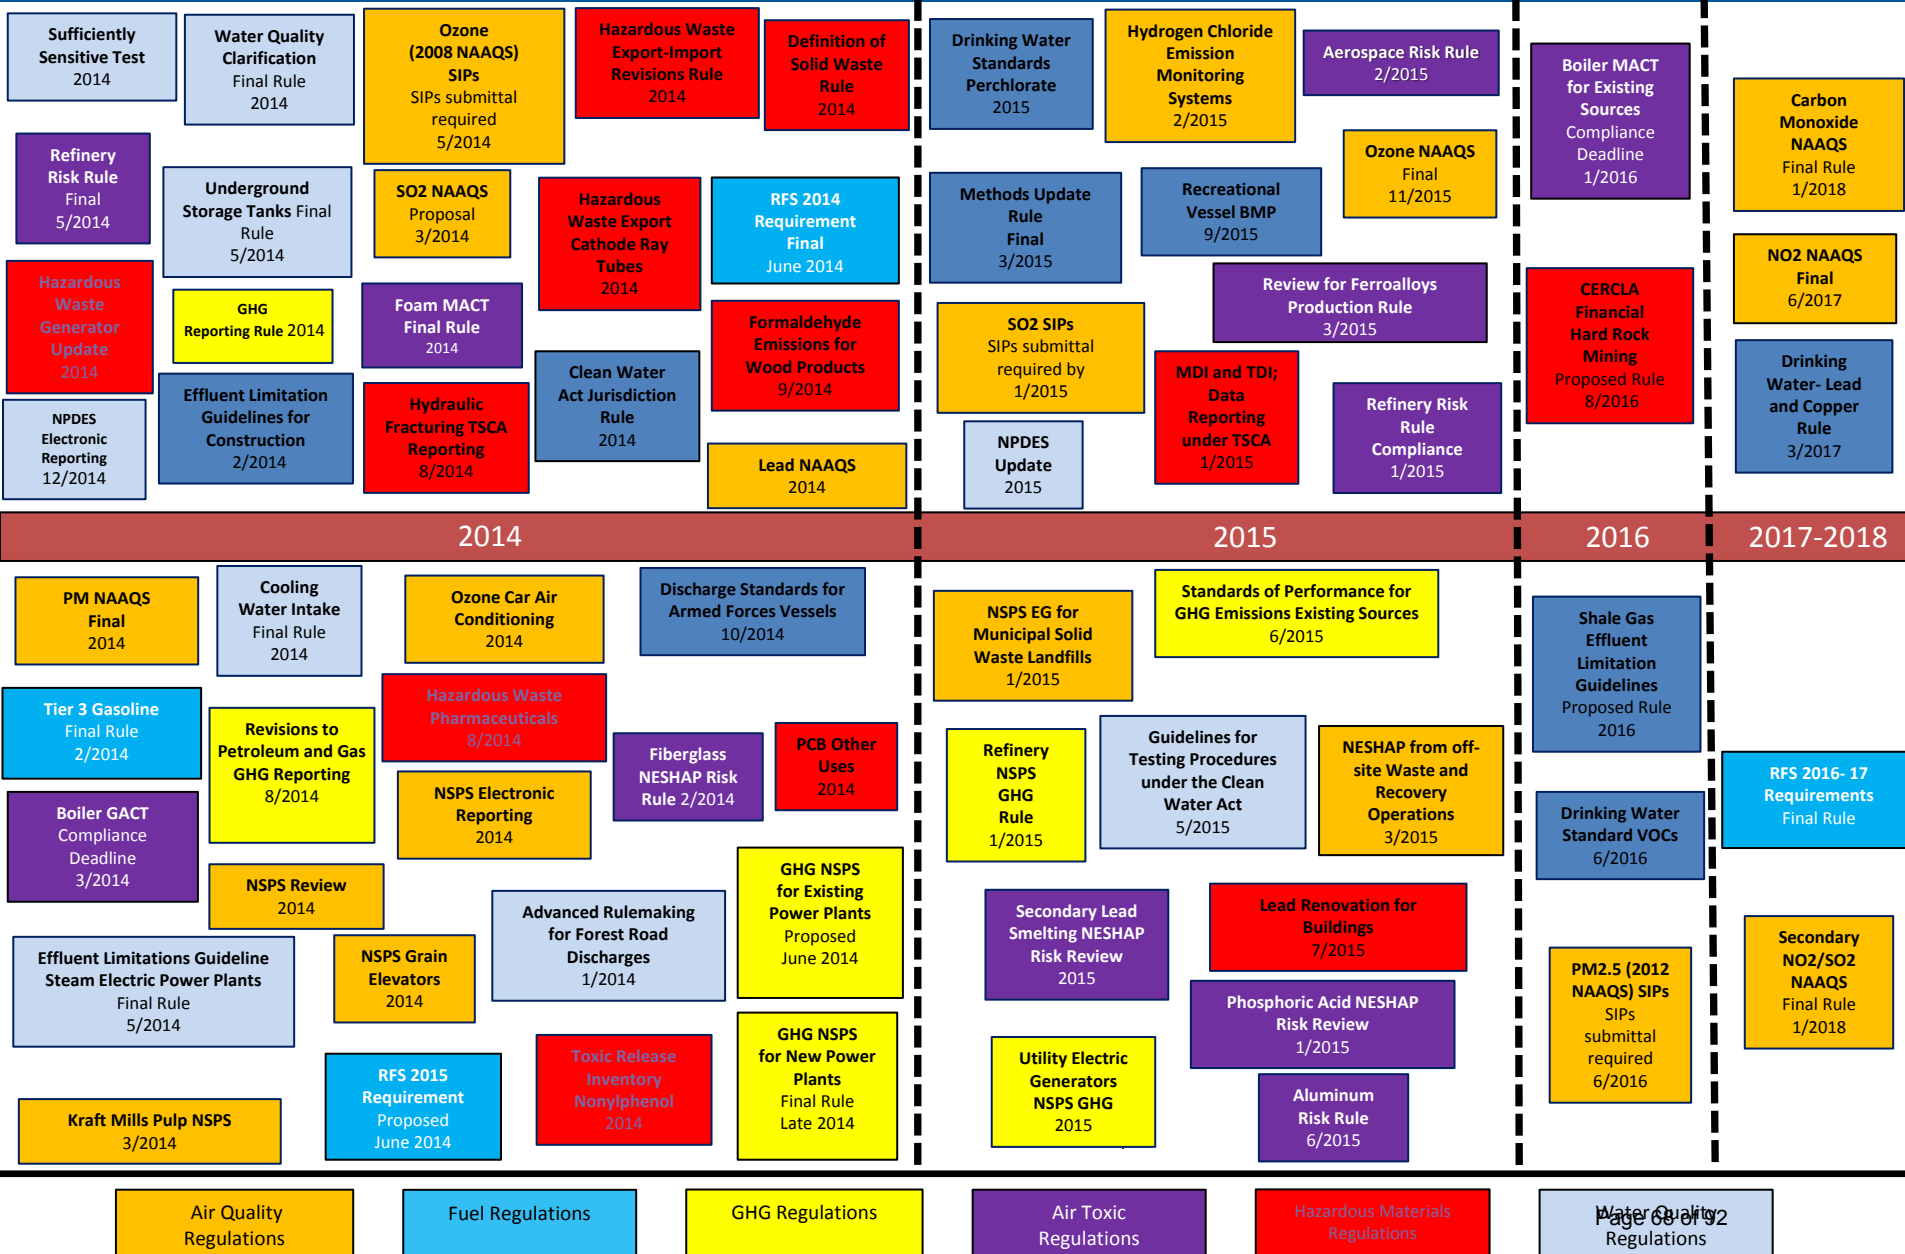 Sufficiently
Sensitive Test
2014
Water Quality
Clarification
Final Rule
2014
Ozone
(2008 NAAQS)
SIPs
SIPs submittal
required
5/2014
Hazardous Waste
Export-Import
Revisions Rule
2014
Definition of
Solid Waste
Rule
2014
Refinery
Risk Rule
Final
5/2014
Underground
Storage Tanks Final
Rule
5/2014
SO2 NAAQS
Proposal
3/2014
Hazardous
Waste Export
Cathode Ray
Tubes
2014
RFS 2014
Requirement
Final
June 2014
Hazardous
Waste
Generator
Update
2014
GHG
Reporting Rule 2014
Foam MACT
Final Rule
2014
Formaldehyde
Emissions for
Wood Products
9/2014
NPDES
Electronic
Reporting
12/2014
Effluent Limitation
Guidelines for
Construction
2/2014
Hydraulic
Fracturing TSCA
Reporting
8/2014
Clean Water
Act Jurisdiction
Rule
2014
Lead NAAQS
2014
Drinking Water
Standards
Perchlorate
2015
Hydrogen Chloride
Emission
Monitoring
Systems
2/2015
Aerospace Risk Rule
2/2015
Ozone NAAQS
Final
11/2015
Methods Update
Rule
Final
3/2015
Recreational
Vessel BMP
9/2015
Review for Ferroalloys
Production Rule
3/2015
SO2 SIPs
SIPs submittal
required by
1/2015
MDI and TDI;
Data
Reporting
under TSCA
1/2015
Refinery Risk
Rule
Compliance
1/2015
NPDES
Update
2015
Boiler MACT
for Existing
Sources
Compliance
Deadline
1/2016
CERCLA
Financial
Hard Rock
Mining
Proposed Rule
8/2016
Carbon
Monoxide
NAAQS
Final Rule
1/2018
NO2 NAAQS
Final
6/2017
Drinking
Water- Lead
and Copper
Rule
3/2017
2014
2015
2016
2017-2018
PM NAAQS
Final
2014
Cooling
Water Intake
Final Rule
2014
Ozone Car Air
Conditioning
2014
Discharge Standards for
Armed Forces Vessels
10/2014
Tier 3 Gasoline
Final Rule
2/2014
Revisions to
Petroleum and Gas
GHG Reporting
8/2014
Hazardous Waste
Pharmaceuticals
8/2014
Fiberglass
NESHAP Risk
Rule 2/2014
PCB Other
Uses
2014
Boiler GACT
Compliance
Deadline
3/2014
NSPS Electronic
Reporting
2014
NSPS Review
2014
Advanced Rulemaking
for Forest Road
Discharges
1/2014
GHG NSPS
for Existing
Power Plants
Proposed
June 2014
Effluent Limitations Guideline
Steam Electric Power Plants
Final Rule
5/2014
NSPS Grain
Elevators
2014
GHG NSPS
for New Power
Plants
Final Rule
Late 2014
Kraft Mills Pulp NSPS
3/2014
RFS 2015
Requirement
Proposed
June 2014
Toxic Release
Inventory
Nonylphenol
2014
NSPS EG for
Municipal Solid
Waste Landfills
1/2015
Standards of Performance for
GHG Emissions Existing Sources
6/2015
Refinery
NSPS
GHG
Rule
1/2015
Guidelines for
Testing Procedures
under the Clean
Water Act
5/2015
NESHAP from off-
site Waste and
Recovery
Operations
3/2015
Secondary Lead
Smelting NESHAP
Risk Review
2015
Lead Renovation for
Buildings
7/2015
Phosphoric Acid NESHAP
Risk Review
1/2015
Utility Electric
Generators
NSPS GHG
2015
Aluminum
Risk Rule
6/2015
Shale Gas
Effluent
Limitation
Guidelines
Proposed Rule
2016
Drinking Water
Standard VOCs
6/2016
PM2.5 (2012
NAAQS) SIPs
SIPs
submittal
required
6/2016
RFS 2016- 17
Requirements
Final Rule
Secondary
NO2/SO2
NAAQS
Final Rule
1/2018
Air Quality
Regulations
Fuel Regulations
GHG Regulations
Air Toxic
Regulations
Hazardous Materials
Regulations
Water Quality
Regulations
Page 68 of 92